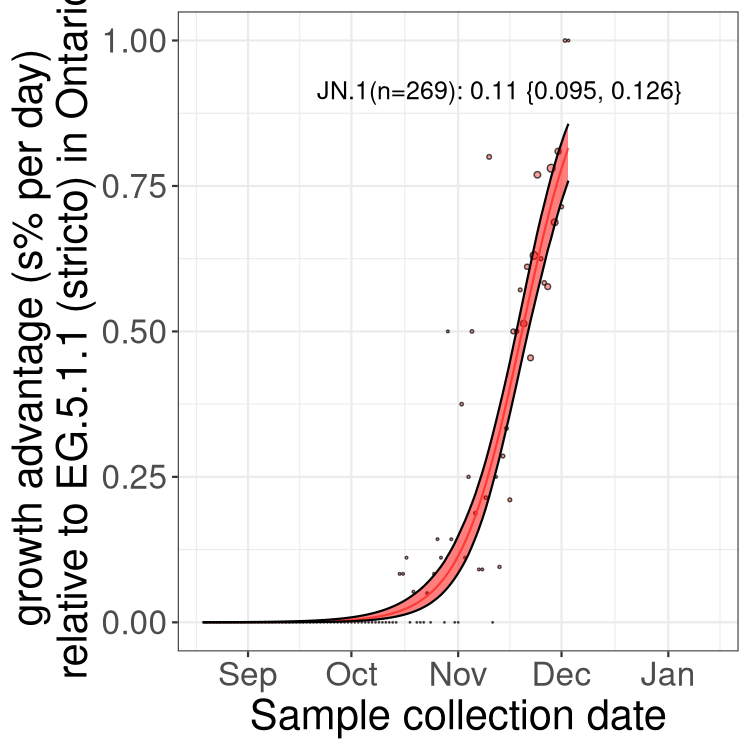 growth advantage (s% per day)
relative to EG.5.1.1 (stricto) in Ontario
1.00
0.75
0.50
0.25
0.00
JN.1(n=269): 0.11 {0.095, 0.126}
Sep Oct Nov Dec Jan
Sample collection date